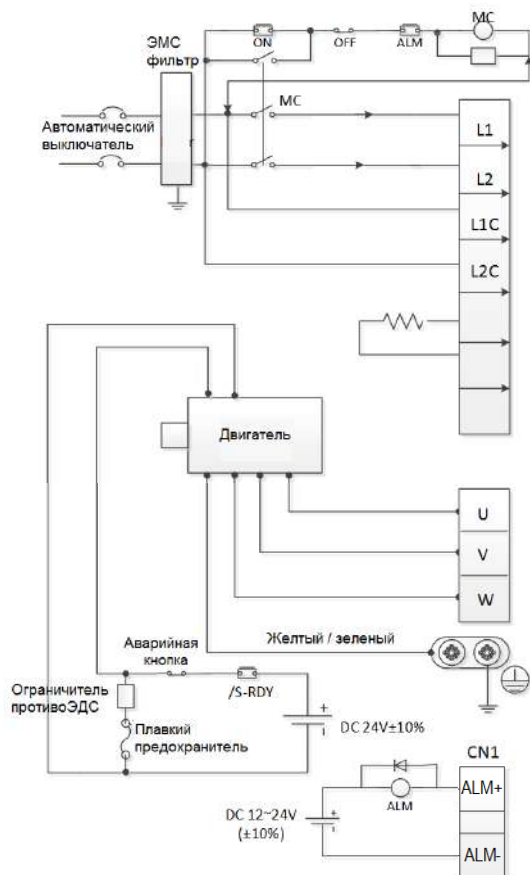 ЭМС
фильтр
ON
OFF
ALM
MC
MC
Автоматический
выключатель
г
L1
L2
L1C
L2C
Двигатель
U
V
W
Желтый / зеленый
Аварийная
кнопка
/S-RDY
Ограничитель
противоЭДС
Плавкий
предохранитель
+
DC 24V±10%
CN1
ALM+
ALM
DC 12~24V
(±10%)
+
ALM-